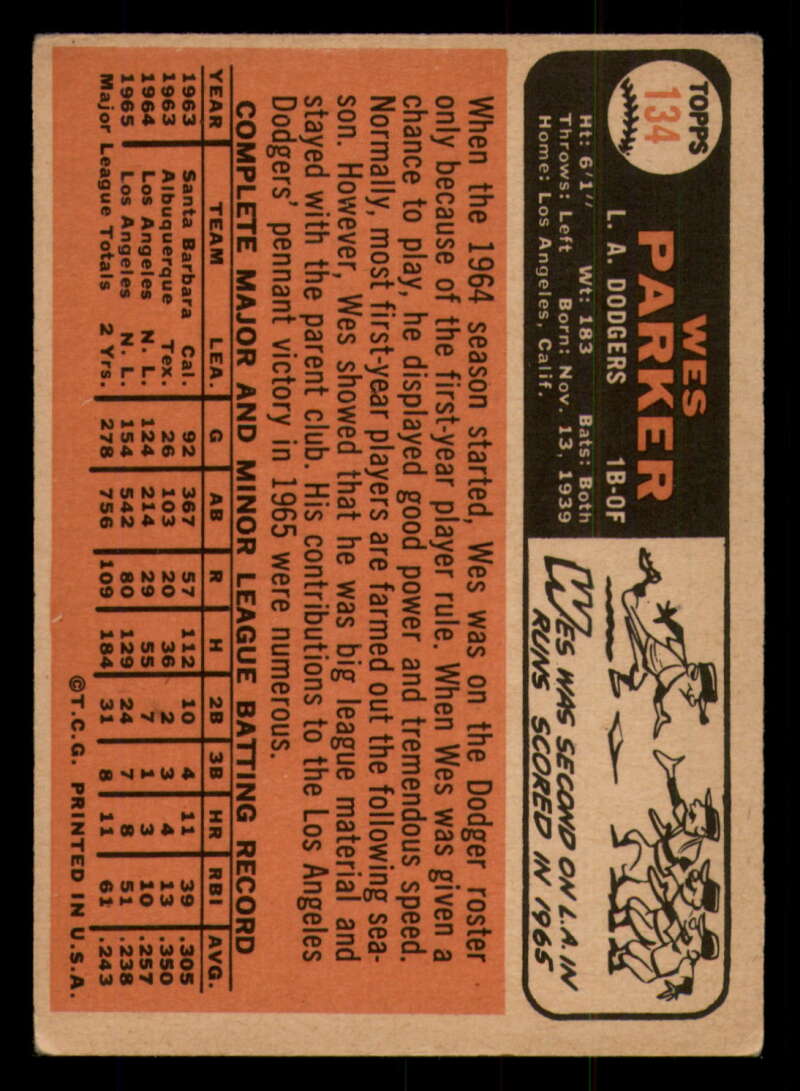 TOPPS
134
WES
PARKER
L. A. DODGERS 1B-OF
Ht: 6'1" Wt: 183 Bats: Both
Throws: Left Born: Nov. 13, 1939
Home: Los Angeles, Calif.
WES WAS SECOND ON L.A. IN
RUNS SCORED IN 1965
When the 1964 season started, Wes was on the Dodger roster
only because of the first-year player rule. When Wes was given a
chance to play, he displayed good power and tremendous speed.
Normally, most first-year players are farmed out the following sea-
son. However, Wes showed that he was big league material and
stayed with the parent club. His contributions to the Los Angeles
Dodgers' pennant victory in 1965 were numerous.
COMPLETE MAJOR AND MINOR LEAGUE BATTING RECORD
YEAR TEAM LEA. G AB R H 2B 3B HR RBI AVG.
1963 Santa Barbara Cal. 92 367 57 112 10 4 11 39 .305
1963 Albuquerque Tex. 26 103 20 36 2 3 4 13 .350
1964 Los Angeles N. L. 124 214 29 55 7 1 3 10 .257
1965 Los Angeles N. L. 154 542 80 129 24 7 8 51 .238
Major League Totals 2 Yrs. 278 756 109 184 31 8 11 61 .243
©T.C.G. PRINTED IN U.S.A.